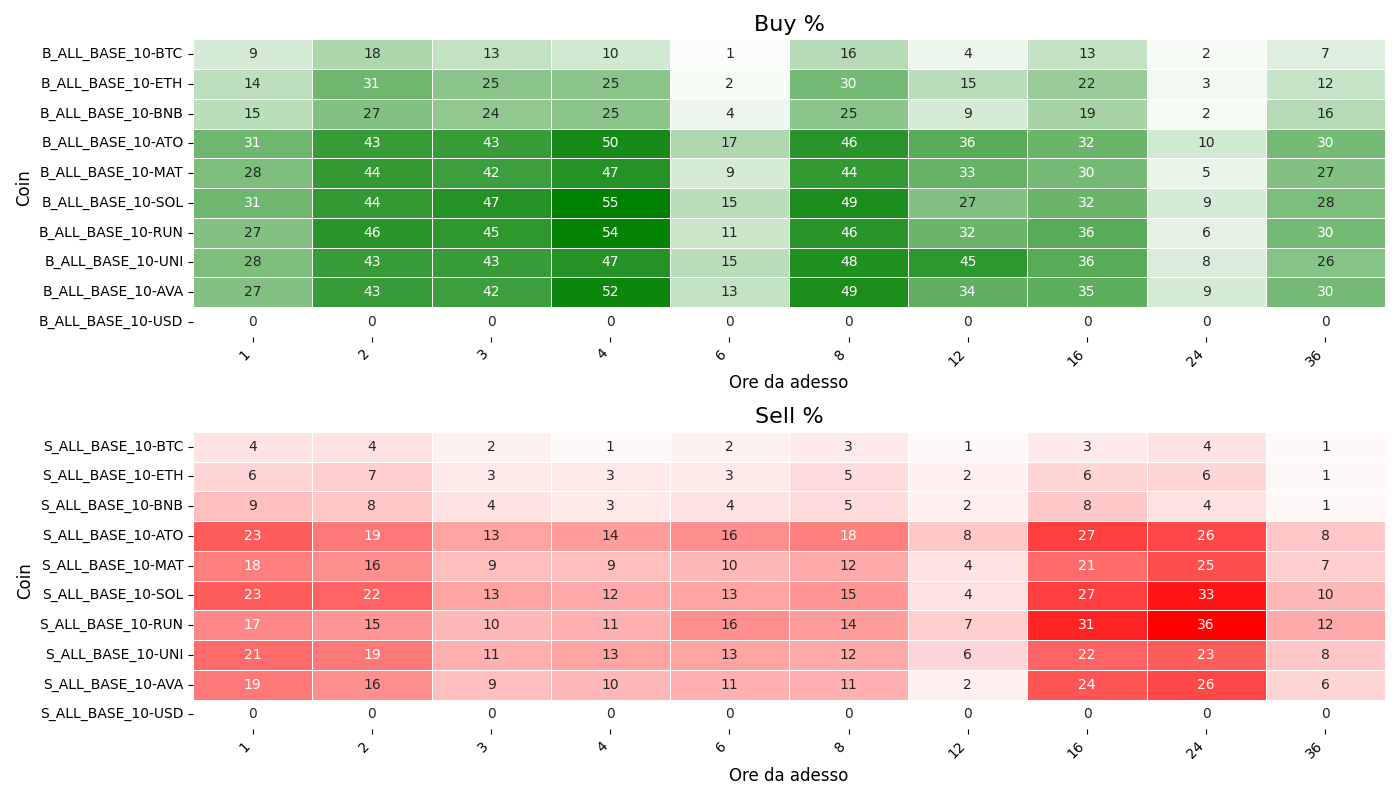 Buy %
Coin
B_ALL_BASE_10-BTC 9 18 13 10 1 16 4 13 2 7
B_ALL_BASE_10-ETH 14 31 25 25 2 30 15 22 3 12
B_ALL_BASE_10-BNB 15 27 24 25 4 25 9 19 2 16
B_ALL_BASE_10-ATO 31 43 43 50 17 46 36 32 10 30
B_ALL_BASE_10-MAT 28 44 42 47 9 44 33 30 5 27
B_ALL_BASE_10-SOL 31 44 47 55 15 49 27 32 9 28
B_ALL_BASE_10-RUN 27 46 45 54 11 46 32 36 6 30
B_ALL_BASE_10-UNI 28 43 43 47 15 48 45 36 8 26
B_ALL_BASE_10-AVA 27 43 42 52 13 49 34 35 9 30
B_ALL_BASE_10-USD 0 0 0 0 0 0 0 0 0 0
1 2 3 4 6 8 12 16 24 36
Ore da adesso
Sell %
Coin
S_ALL_BASE_10-BTC 4 4 2 1 2 3 1 3 4 1
S_ALL_BASE_10-ETH 6 7 3 3 3 5 2 6 6 1
S_ALL_BASE_10-BNB 9 8 4 3 4 5 2 8 4 1
S_ALL_BASE_10-ATO 23 19 13 14 16 18 8 27 26 8
S_ALL_BASE_10-MAT 18 16 9 9 10 12 4 21 25 7
S_ALL_BASE_10-SOL 23 22 13 12 13 15 4 27 33 10
S_ALL_BASE_10-RUN 17 15 10 11 16 14 7 31 36 12
S_ALL_BASE_10-UNI 21 19 11 13 13 12 6 22 23 8
S_ALL_BASE_10-AVA 19 16 9 10 11 11 2 24 26 6
S_ALL_BASE_10-USD 0 0 0 0 0 0 0 0 0 0
1 2 3 4 6 8 12 16 24 36
Ore da adesso